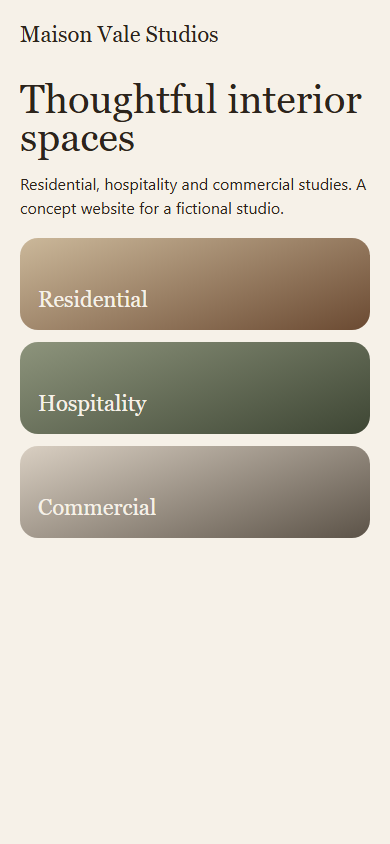 Maison Vale Studios
Thoughtful interior
spaces
Residential, hospitality and commercial studies. A
concept website for a fictional studio.
Residential
Hospitality
Commercial